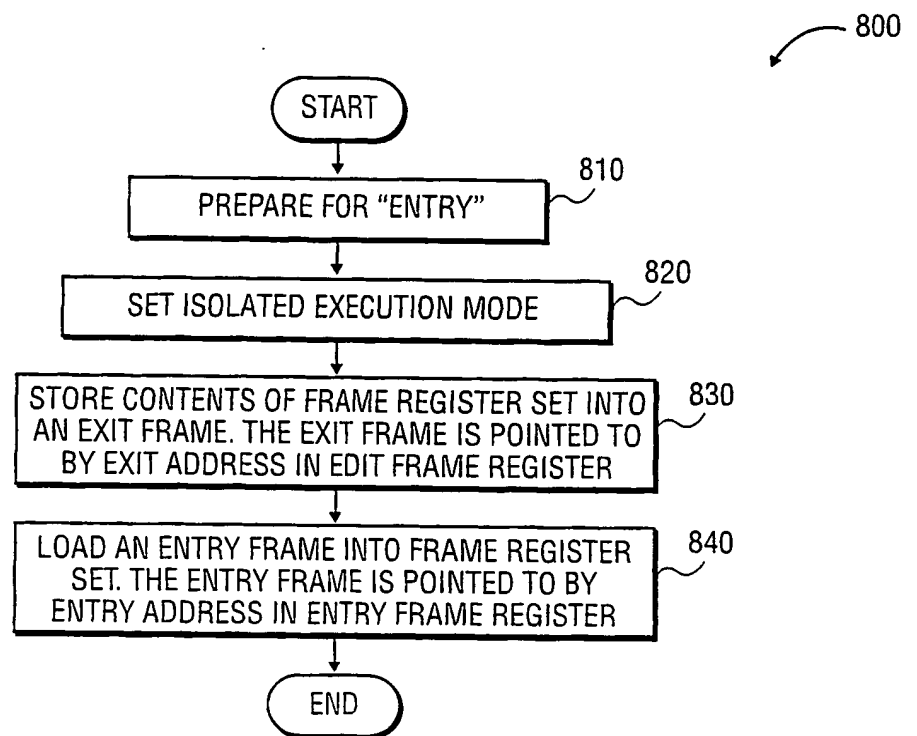 800
START
810
PREPARE FOR “ENTRY”
820
SET ISOLATED EXECUTION MODE
830
STORE CONTENTS OF FRAME REGISTER SET INTO
AN EXIT FRAME. THE EXIT FRAME IS POINTED TO
BY EXIT ADDRESS IN EDIT FRAME REGISTER
840
LOAD AN ENTRY FRAME INTO FRAME REGISTER
SET. THE ENTRY FRAME IS POINTED TO BY
ENTRY ADDRESS IN ENTRY FRAME REGISTER
END